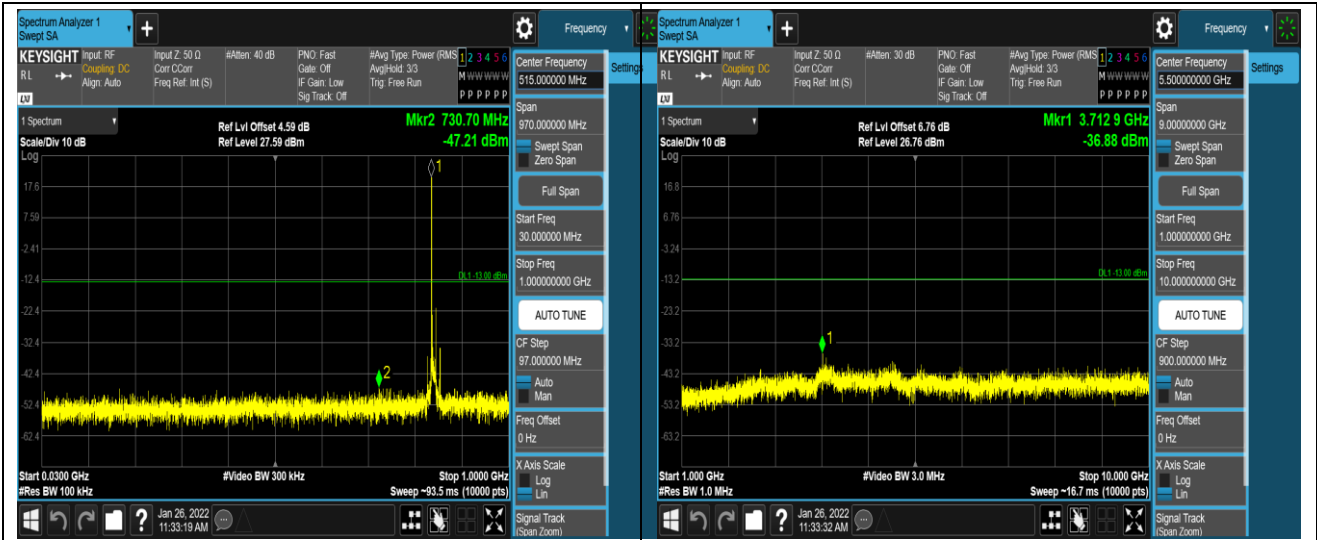 Spectrum Analyzer 1
Swept SA
+
Frequency
KEYSIGHT
RL
LXI
Input: RF
Coupling: DC
Align: Auto
Input Z: 50 Ω
Corr CCorr
Freq Ref: Int (S)
#Atten: 40 dB
PNO: Fast
Gate: Off
IF Gain: Low
Sig Track: Off
#Avg Type: Power (RMS
Avg|Hold: 3/3
Trig: Free Run
1 2 3 4 5 6
M W W W W W
P P P P P P
1 Spectrum
Scale/Div 10 dB
Log
Ref Lvl Offset 4.59 dB
Ref Level 27.59 dBm
Mkr2 730.70 MHz
-47.21 dBm
17.6
7.59
-2.41
-12.4
-22.4
-32.4
-42.4
-52.4
-62.4
1
2
DL1 -13.00 dBm
Start 0.0300 GHz
#Res BW 100 kHz
#Video BW 300 kHz
Stop 1.0000 GHz
Sweep ~93.5 ms (10000 pts)
Jan 26, 2022
11:33:19 AM
Center Frequency
515.000000 MHz
Span
970.000000 MHz
Swept Span
Zero Span
Full Span
Start Freq
30.000000 MHz
Stop Freq
1.000000000 GHz
AUTO TUNE
CF Step
97.000000 MHz
Auto
Man
Freq Offset
0 Hz
X Axis Scale
Log
Lin
Signal Track
(Span Zoom)
Settings
Spectrum Analyzer 1
Swept SA
+
Frequency
KEYSIGHT
RL
LXI
Input: RF
Coupling: DC
Align: Auto
Input Z: 50 Ω
Corr CCorr
Freq Ref: Int (S)
#Atten: 30 dB
PNO: Fast
Gate: Off
IF Gain: Low
Sig Track: Off
#Avg Type: Power (RMS
Avg|Hold: 3/3
Trig: Free Run
1 2 3 4 5 6
M W W W W W
P P P P P P
1 Spectrum
Scale/Div 10 dB
Log
Ref Lvl Offset 6.76 dB
Ref Level 26.76 dBm
Mkr1 3.712 9 GHz
-36.88 dBm
16.8
6.76
-3.24
-13.2
-23.2
-33.2
-43.2
-53.2
-63.2
1
DL1 -13.00 dBm
Start 1.000 GHz
#Res BW 1.0 MHz
#Video BW 3.0 MHz
Stop 10.000 GHz
Sweep ~16.7 ms (10000 pts)
Jan 26, 2022
11:33:32 AM
Center Frequency
5.500000000 GHz
Span
9.00000000 GHz
Swept Span
Zero Span
Full Span
Start Freq
1.000000000 GHz
Stop Freq
10.000000000 GHz
AUTO TUNE
CF Step
900.000000 MHz
Auto
Man
Freq Offset
0 Hz
X Axis Scale
Log
Lin
Signal Track
(Span Zoom)
Settings